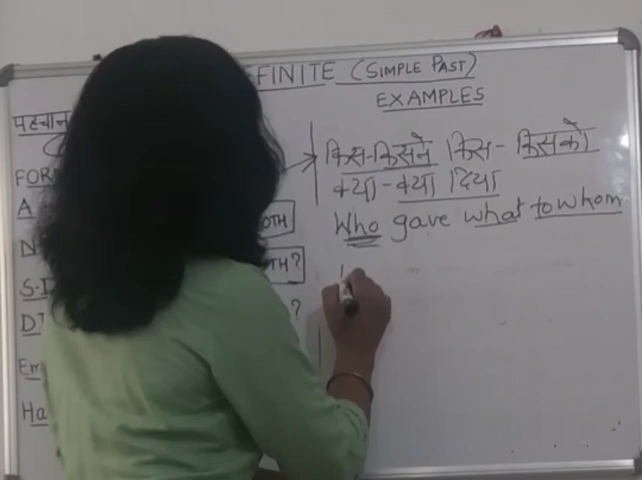 FINITE (SIMPLE PAST)
EXAMPLES
पहचान
किस-किसने किस-किसको
क्या-क्या दिया
Who gave what to whom
FOR
A
OTH
N
TH?
S.I
?
D
Em
Ha